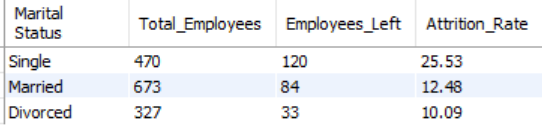 Marital Status Total_Employees Employees_Left Attrition_Rate
Single 470 120 25.53
Married 673 84 12.48
Divorced 327 33 10.09